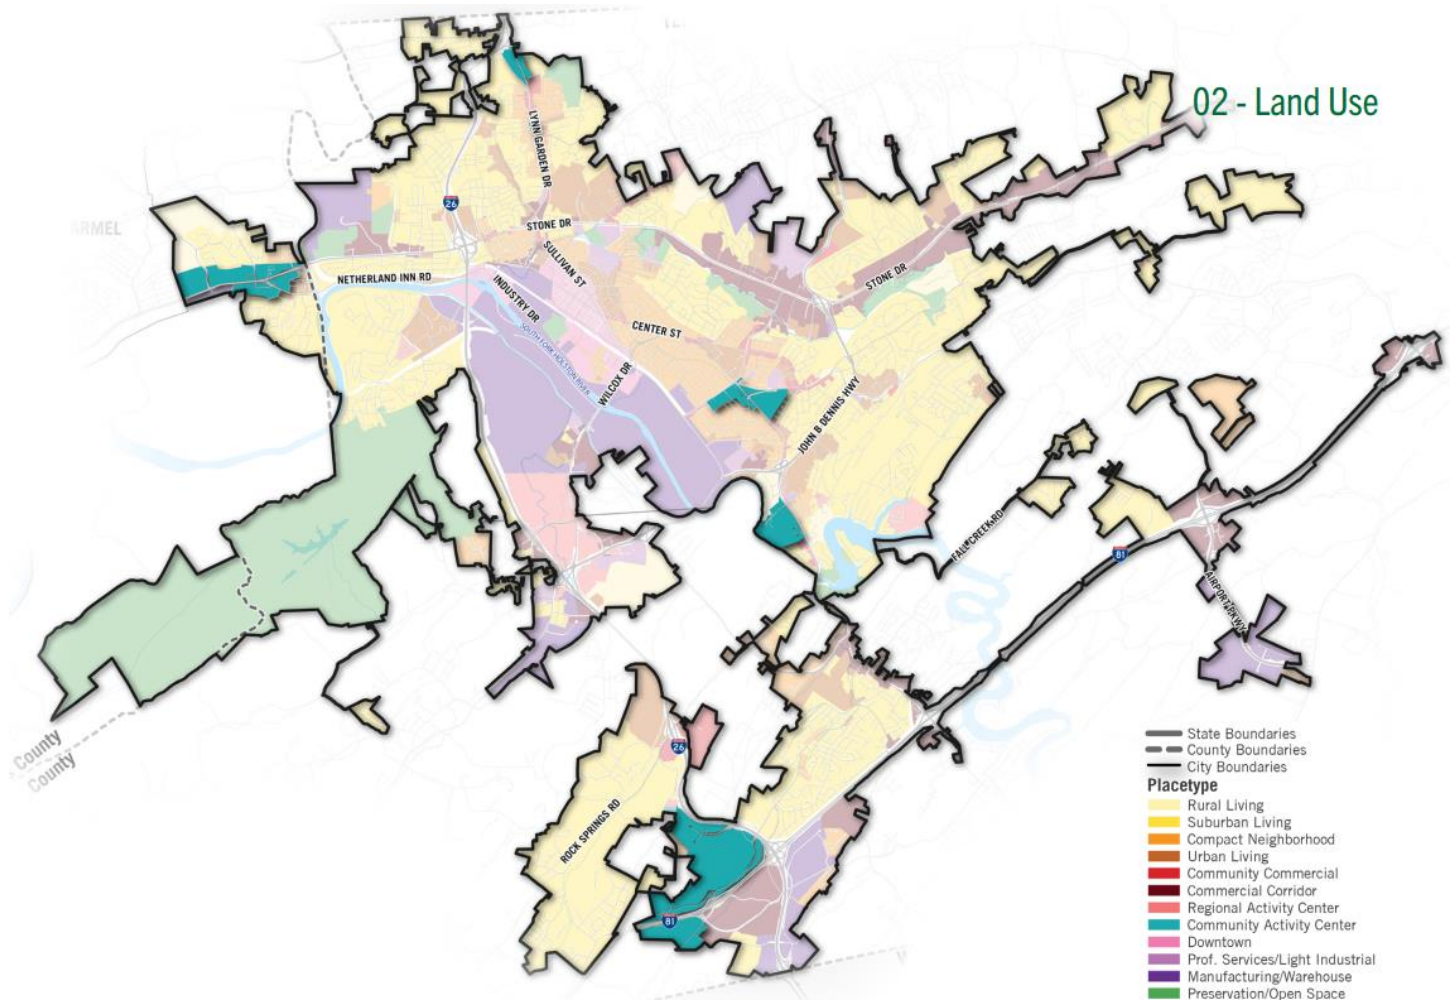 02 - Land Use
LYNN GARDEN DR
26
ARMEL
STONE DR
SULLIVAN ST
NETHERLAND INN RD
INDUSTRY DR
STONE DR
CENTER ST
SOUTH FORK HOLSTON RIVER
WILCOX DR
JOHN B DENNIS HWY
FALL CREEK RD
81
AIRPORT PKWY
County
County
26
ROCK SPRINGS RD
81
State Boundaries
County Boundaries
City Boundaries
Placetype
Rural Living
Suburban Living
Compact Neighborhood
Urban Living
Community Commercial
Commercial Corridor
Regional Activity Center
Community Activity Center
Downtown
Prof. Services/Light Industrial
Manufacturing/Warehouse
Preservation/Open Space